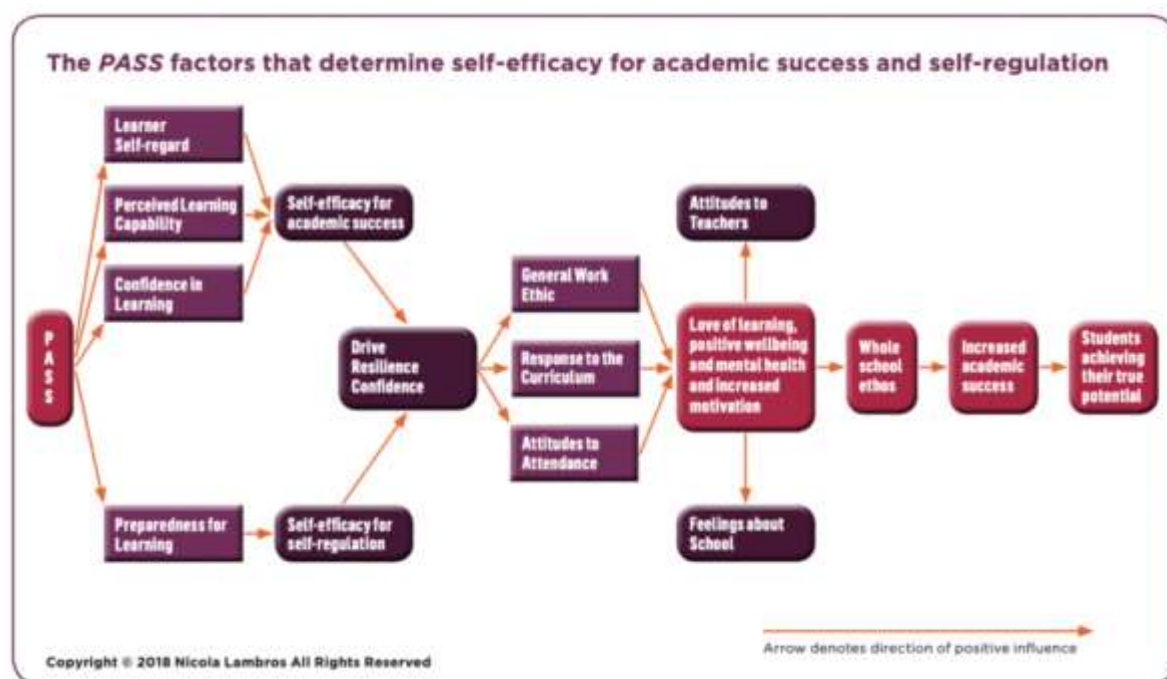 The PASS factors that determine self-efficacy for academic success and self-regulation
Learner
Self-regard
Perceived Learning
Capability
Confidence in
Learning
P
A
S
S
Preparedness for
Learning
Self-efficacy for
academic success
Self-efficacy for
self-regulation
Drive
Resilience
Confidence
General Work
Ethic
Response to the
Curriculum
Attitudes to
Attendance
Attitudes to
Teachers
Love of learning,
positive wellbeing
and mental health
and increased
motivation
Feelings about
School
Whole
school
ethos
Increased
academic
success
Students
achieving
their true
potential
Arrow denotes direction of positive influence
Copyright © 2018 Nicola Lambros All Rights Reserved